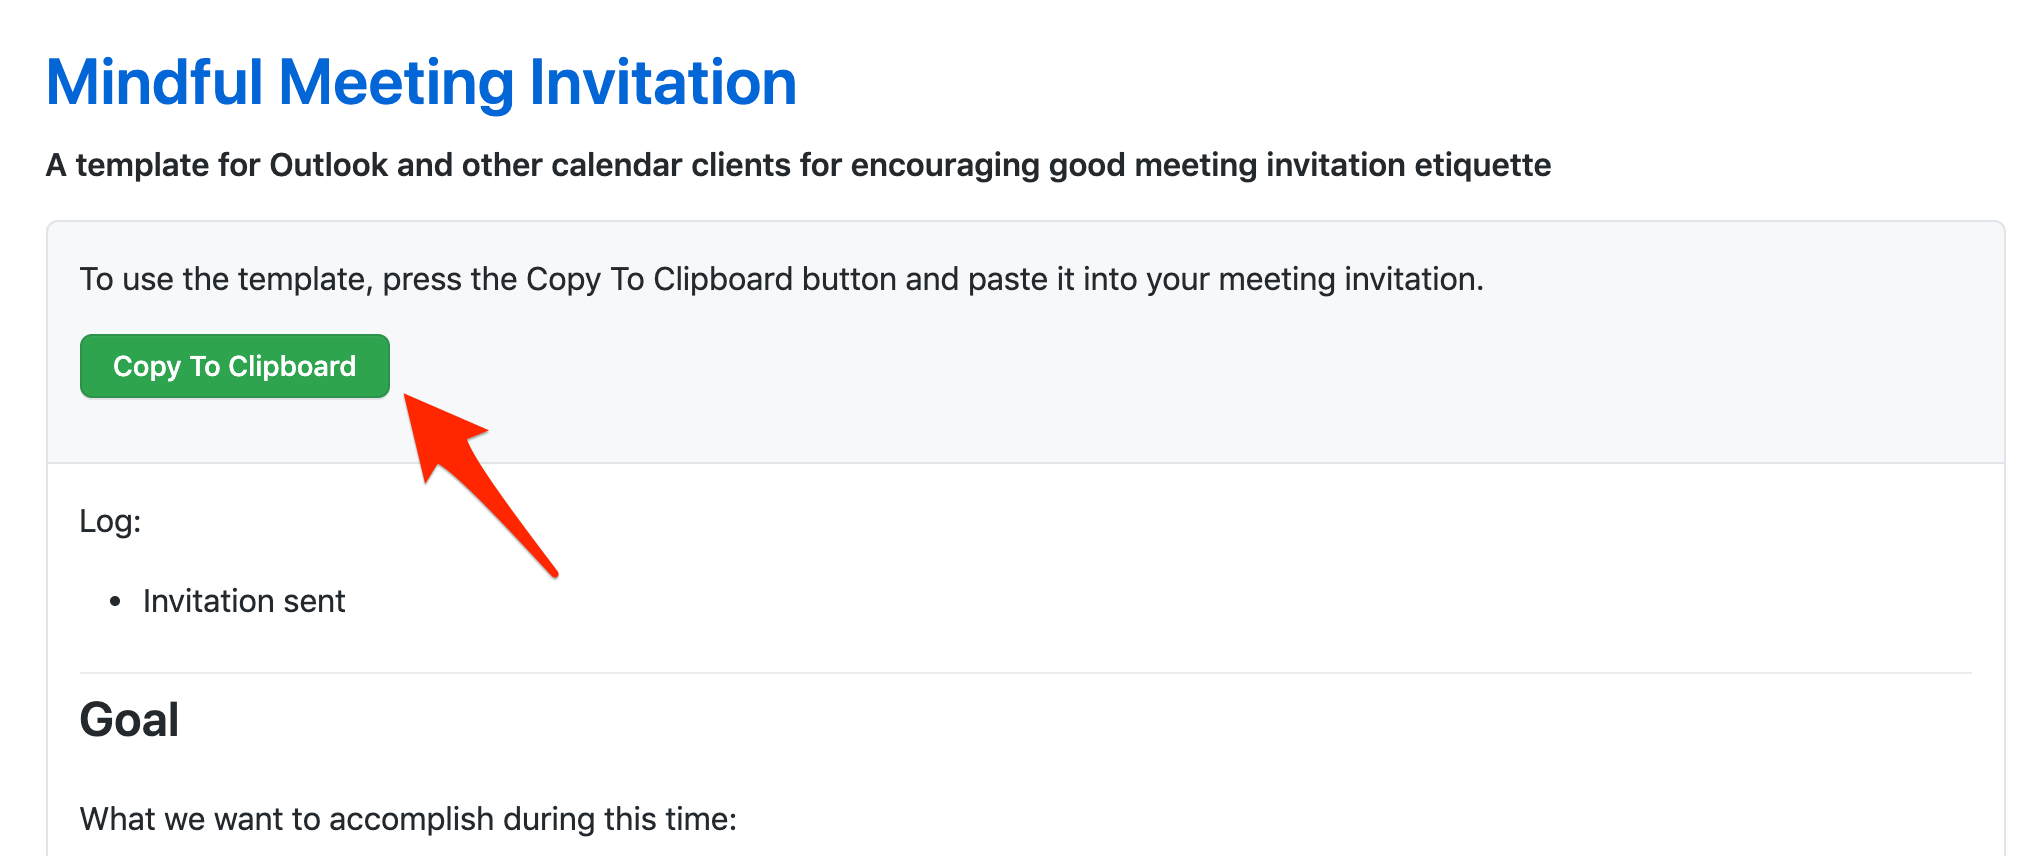 Mindful Meeting Invitation
A template for Outlook and other calendar clients for encouraging good meeting invitation etiquette
To use the template, press the Copy To Clipboard button and paste it into your meeting invitation.
Copy To Clipboard
Log:
• Invitation sent
Goal
What we want to accomplish during this time: